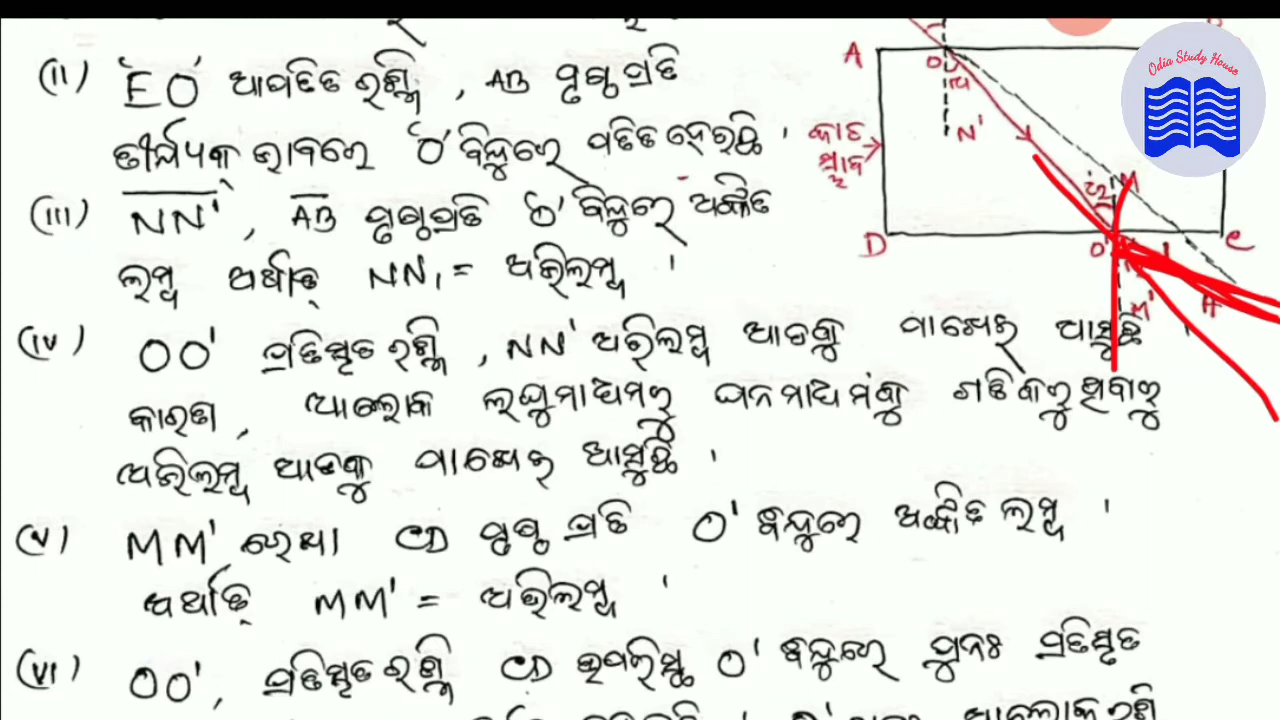 (ii) EO ଆପତିତ ରଶ୍ମି, AB ପୃଷ୍ଠ ପ୍ରତି
ତୀର୍ଯ୍ୟକ୍ ଭାବରେ 'O' ବିନ୍ଦୁରେ ପତିତ ହେଉଛି ।
(iii) NN', AB ପୃଷ୍ଠ ପ୍ରତି 'O' ବିନ୍ଦୁରେ ଅଙ୍କିତ
ଲମ୍ବ ଅର୍ଥାତ୍ NN₁ = ଅଭିଲମ୍ବ ।
(iv) OO' ପ୍ରତିସୃତ ରଶ୍ମି, NN' ଅଭିଲମ୍ବ ଆଡକୁ ପାଖେଇ ଆସୁଛି ।
କାରଣ, ଆଲୋକ ଲଘୁମାଧ୍ୟମରୁ ଘନମାଧ୍ୟମକୁ ଗତି କରୁଥିବାରୁ
ଅଭିଲମ୍ବ ଆଡକୁ ପାଖେଇ ଆସୁଛି ।
(v) MM' ରେଖା CD ପୃଷ୍ଠ ପ୍ରତି O' ବିନ୍ଦୁରେ ଅଙ୍କିତ ଲମ୍ବ ।
ଅର୍ଥାତ୍ MM' = ଅଭିଲମ୍ବ ।
(vi) OO', ପ୍ରତିସୃତ ରଶ୍ମି CD ଉପରିସ୍ଥ O' ବିନ୍ଦୁରେ ପୁନଃ ପ୍ରତିସୃତ
ଆଲୋକ ରଶ୍ମି
A
O
N'
କାଚ
ସ୍ଲାବ
M
D
O'
C
M'
H
Odia Study House